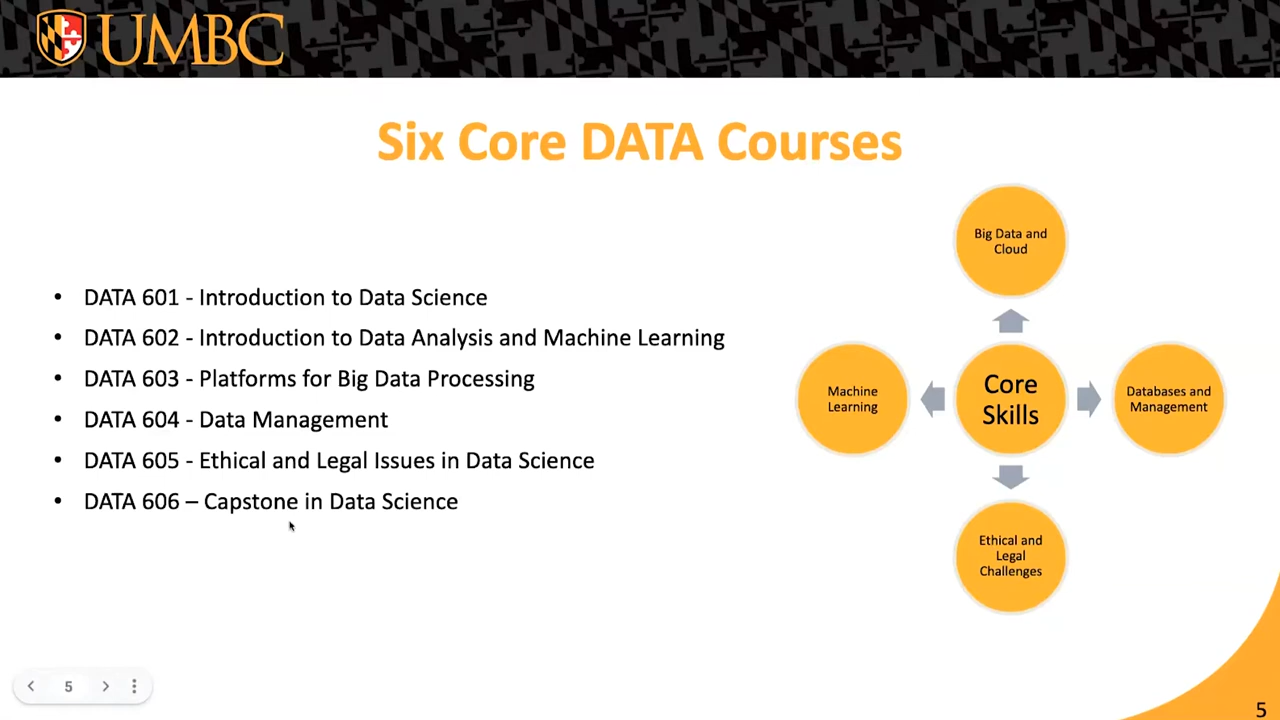 UMBC
Six Core DATA Courses
• DATA 601 - Introduction to Data Science
• DATA 602 - Introduction to Data Analysis and Machine Learning
• DATA 603 - Platforms for Big Data Processing
• DATA 604 - Data Management
• DATA 605 - Ethical and Legal Issues in Data Science
• DATA 606 – Capstone in Data Science
Big Data and
Cloud
Machine
Learning
Core
Skills
Databases and
Management
Ethical and
Legal
Challenges
5
5